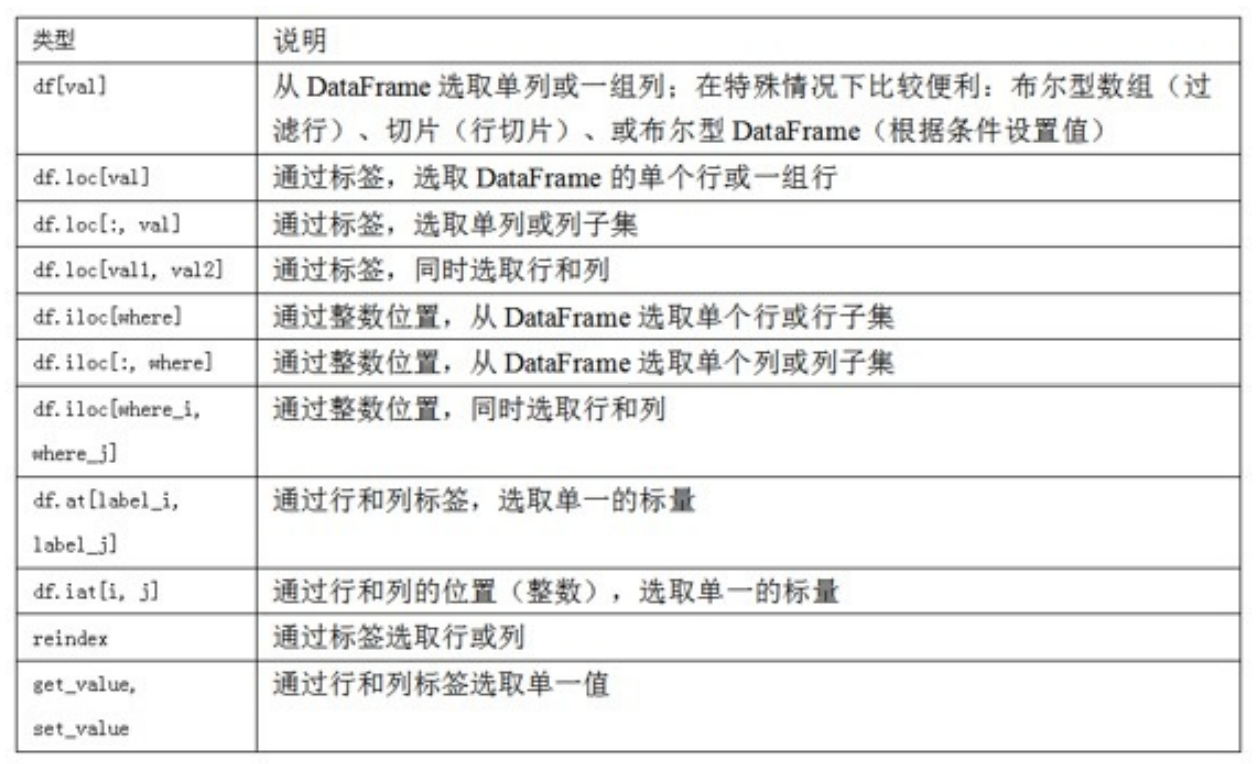 类型
说明
df[val]
从 DataFrame 选取单列或一组列；在特殊情况下比较便利：布尔型数组（过
滤行）、切片（行切片）、或布尔型 DataFrame（根据条件设置值）
df.loc[val]
通过标签，选取 DataFrame 的单个行或一组行
df.loc[:, val]
通过标签，选取单列或列子集
df.loc[val1, val2]
通过标签，同时选取行和列
df.iloc[where]
通过整数位置，从 DataFrame 选取单个行或行子集
df.iloc[:, where]
通过整数位置，从 DataFrame 选取单个列或列子集
df.iloc[where_i,
where_j]
通过整数位置，同时选取行和列
df.at[label_i,
label_j]
通过行和列标签，选取单一的标量
df.iat[i, j]
通过行和列的位置（整数），选取单一的标量
reindex
通过标签选取行或列
get_value,
set_value
通过行和列标签选取单一值